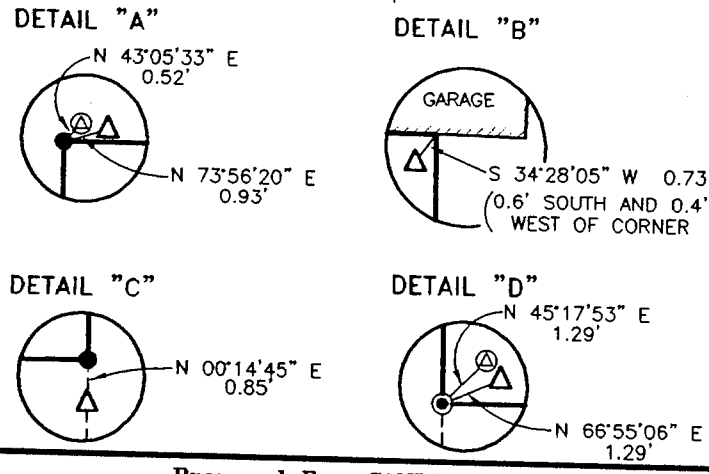 DETAIL "A"
N 43°05'33" E
0.52'
N 73°56'20" E
0.93'
DETAIL "B"
GARAGE
S 34°28'05" W 0.73
(0.6' SOUTH AND 0.4'
WEST OF CORNER
DETAIL "C"
N 00°14'45" E
0.85'
DETAIL "D"
N 45°17'53" E
1.29'
N 66°55'06" E
1.29'